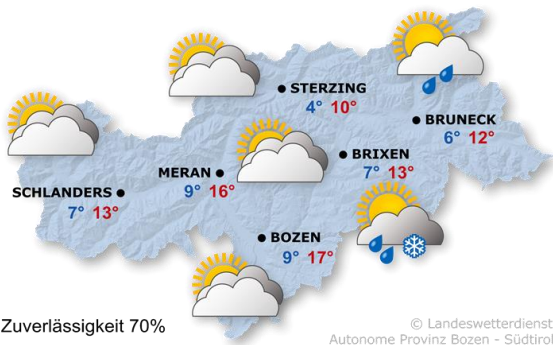 STERZING
4° 10°
BRUNECK
6° 12°
BRIXEN
7° 13°
MERAN
9° 16°
SCHLANDERS
7° 13°
BOZEN
9° 17°
Zuverlässigkeit 70%
© Landeswetterdienst
Autonome Provinz Bozen - Südtirol